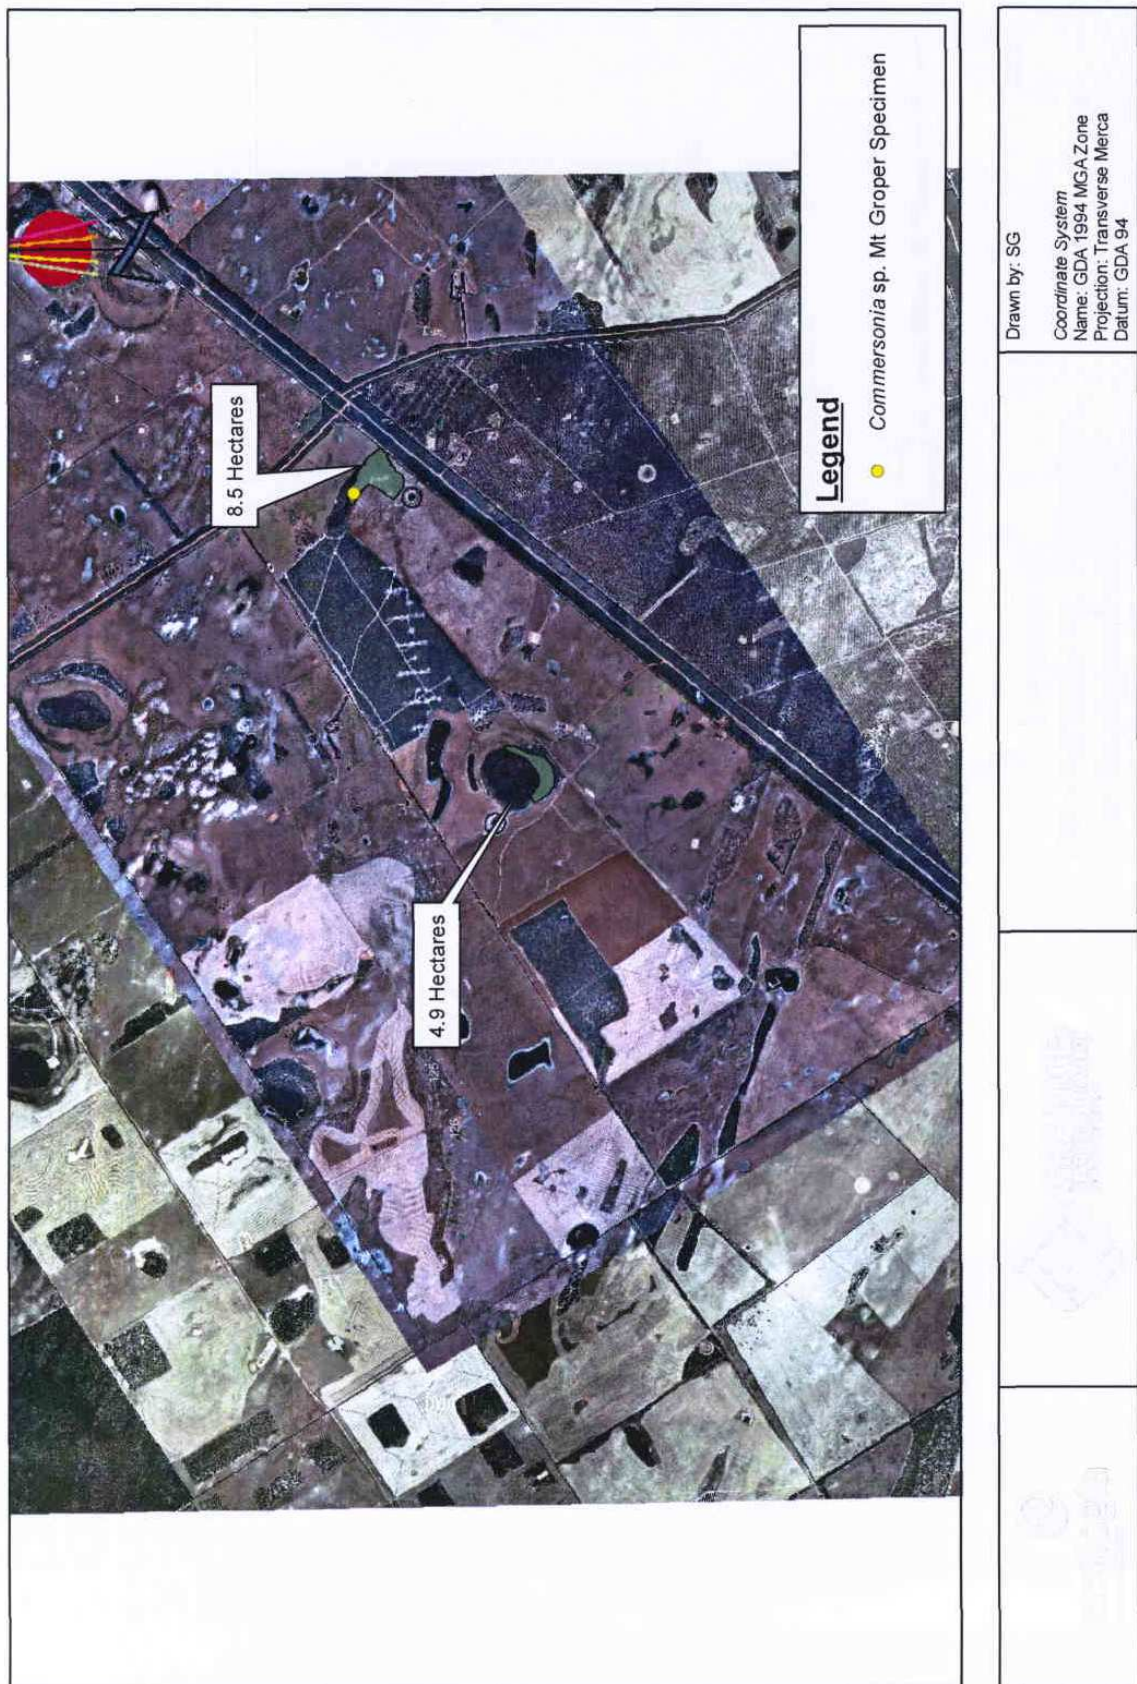 8.5 Hectares
4.9 Hectares
Legend
Commersonia sp. Mt Groper Specimen
Drawn by: SG
Coordinate System
Name: GDA 1994 MGA Zone
Projection: Transverse Merca
Datum: GDA 94